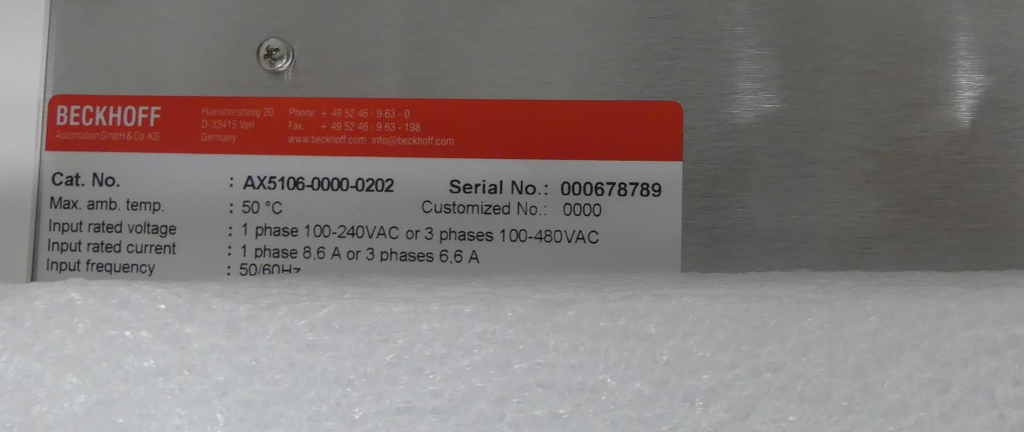 BECKHOFF
Automation GmbH & Co. KG
Huelshorstweg 20
D-33415 Verl
Germany
Phone + 49 52 46 / 9 63 - 0
Fax + 49 52 46 / 9 63 - 198
www.beckhoff.com info@beckhoff.com
Cat. No. : AX5106-0000-0202 Serial No.: 000678789
Max. amb. temp. : 50 °C Customized No.: 0000
Input rated voltage : 1 phase 100-240VAC or 3 phases 100-480VAC
Input rated current : 1 phase 8,6 A or 3 phases 6,6 A
Input frequency : 50/60Hz